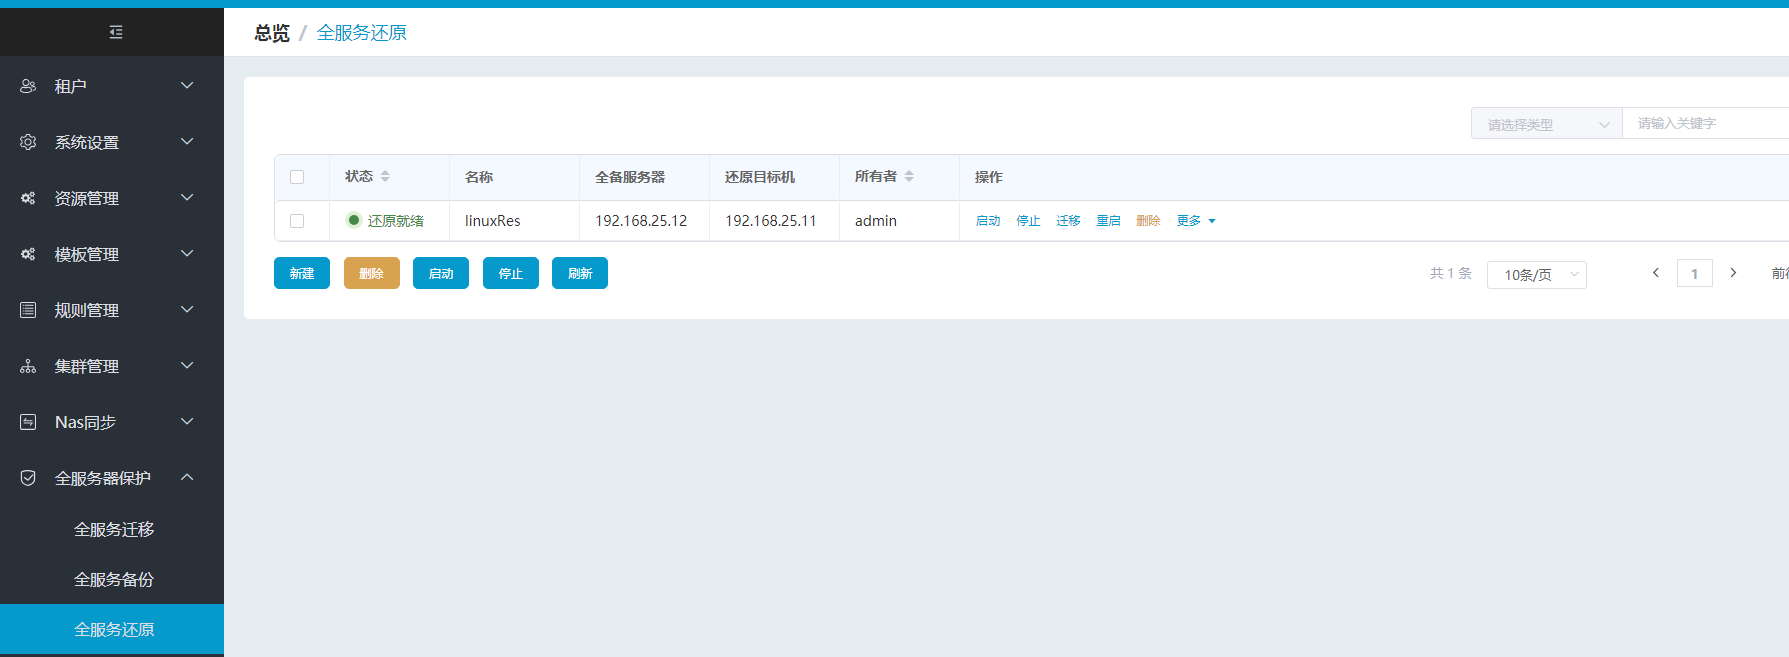 总览 / 全服务还原
租户
系统设置
资源管理
模板管理
规则管理
集群管理
Nas同步
全服务器保护
全服务迁移
全服务备份
全服务还原
请选择类型 请输入关键字
状态 名称 全备服务器 还原目标机 所有者 操作
还原就绪 linuxRes 192.168.25.12 192.168.25.11 admin 启动 停止 迁移 重启 删除 更多
新建 删除 启动 停止 刷新 共 1 条 10条/页 1 前